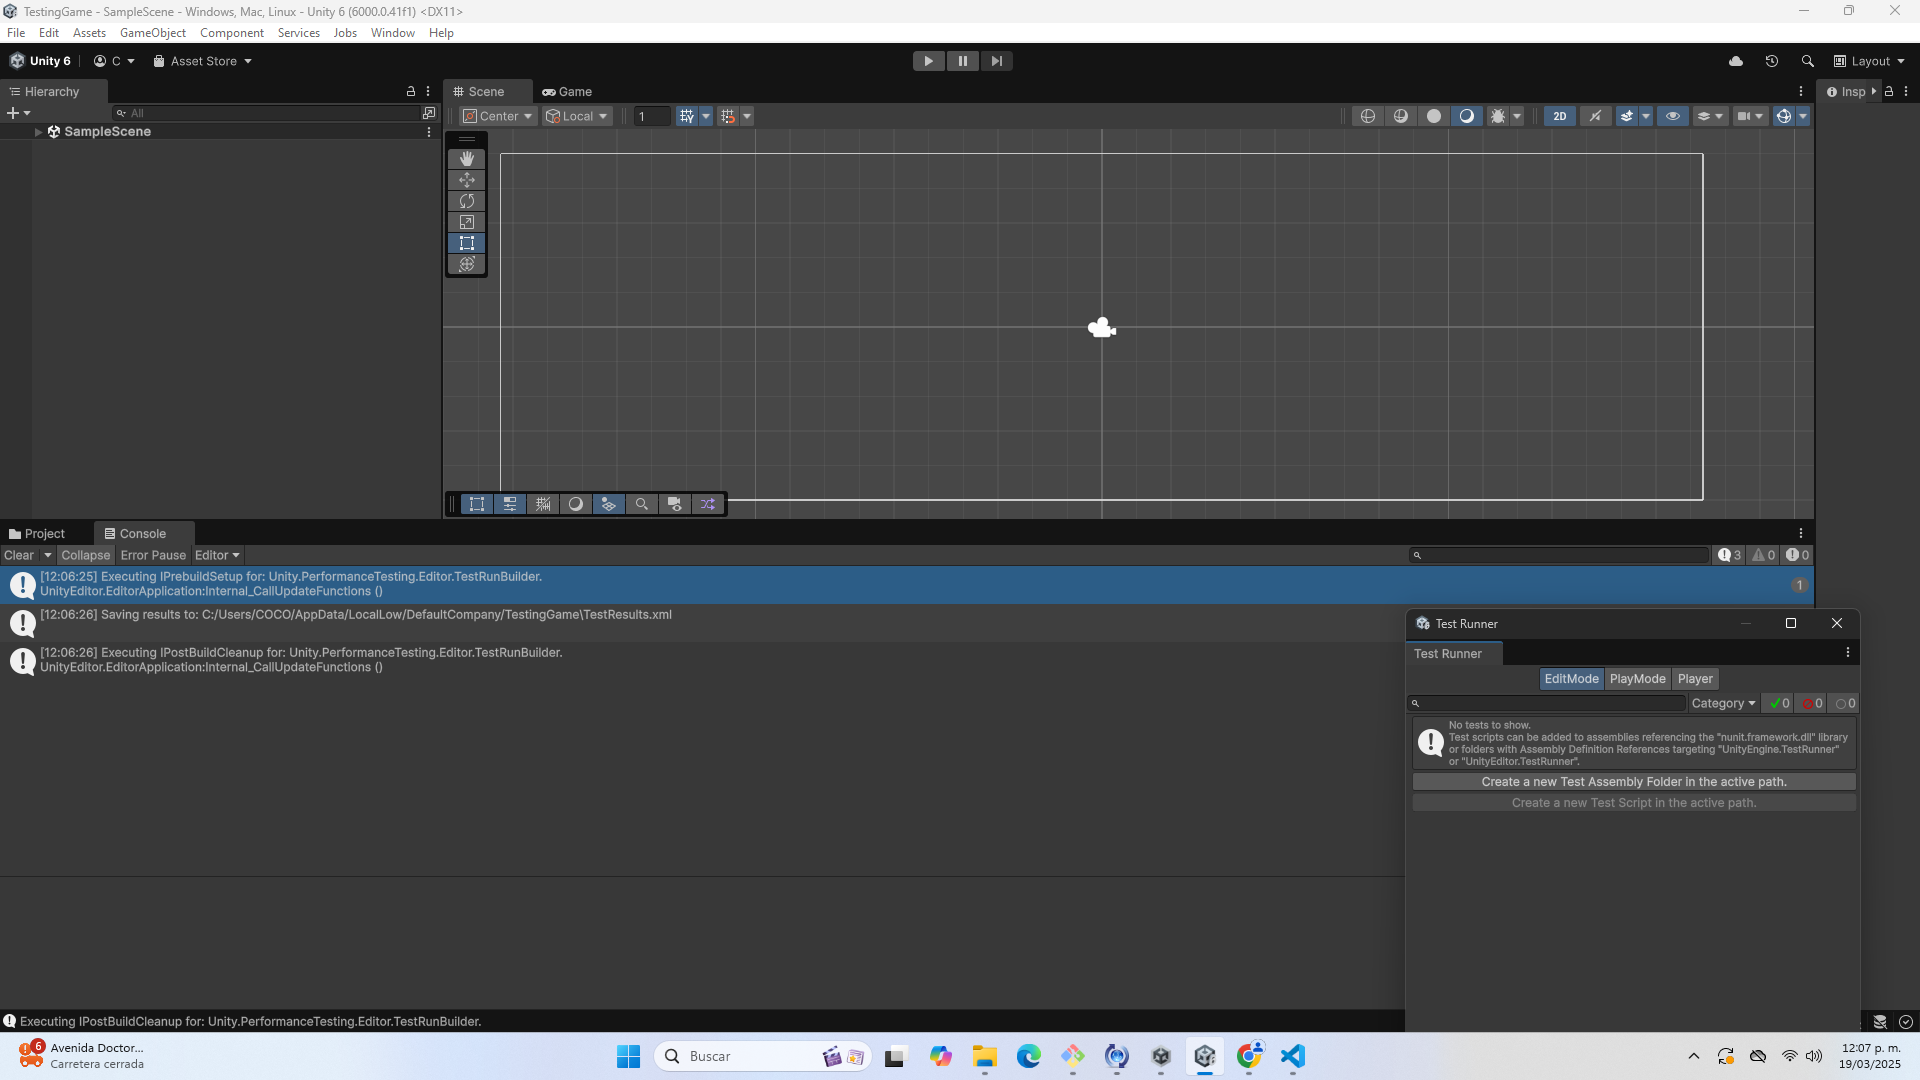 TestingGame - SampleScene - Windows, Mac, Linux - Unity 6 (6000.0.41f1) <DX11>
File Edit Assets GameObject Component Services Jobs Window Help
Unity 6 C Asset Store Layout
Hierarchy Scene Game Insp
All Center Local 1 2D
SampleScene
Project Console
Clear Collapse Error Pause Editor 3 0 0
[12:06:25] Executing IPrebuildSetup for: Unity.PerformanceTesting.Editor.TestRunBuilder.
UnityEditor.EditorApplication:Internal_CallUpdateFunctions () 1
[12:06:26] Saving results to: C:/Users/COCO/AppData/LocalLow/DefaultCompany/TestingGame\TestResults.xml
[12:06:26] Executing IPostBuildCleanup for: Unity.PerformanceTesting.Editor.TestRunBuilder.
UnityEditor.EditorApplication:Internal_CallUpdateFunctions ()
Test Runner
Test Runner
EditMode PlayMode Player
Category 0 0 0
No tests to show.
Test scripts can be added to assemblies referencing the "nunit.framework.dll" library
or folders with Assembly Definition References targeting "UnityEngine.TestRunner"
or "UnityEditor.TestRunner".
Create a new Test Assembly Folder in the active path.
Create a new Test Script in the active path.
Executing IPostBuildCleanup for: Unity.PerformanceTesting.Editor.TestRunBuilder.
6 Avenida Doctor...
Carretera cerrada
Buscar
12:07 p. m.
19/03/2025